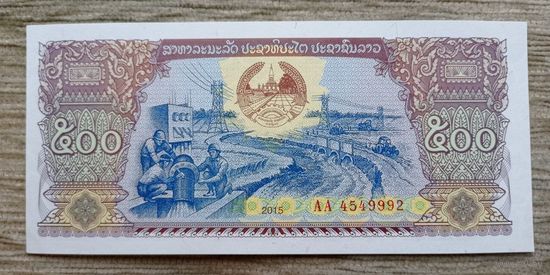 ສາທາລະນະລັດ ປະຊາທິປະໄຕ ປະຊາຊົນລາວ
໕໐໐ ໕໐໐
2015 AA 4549992